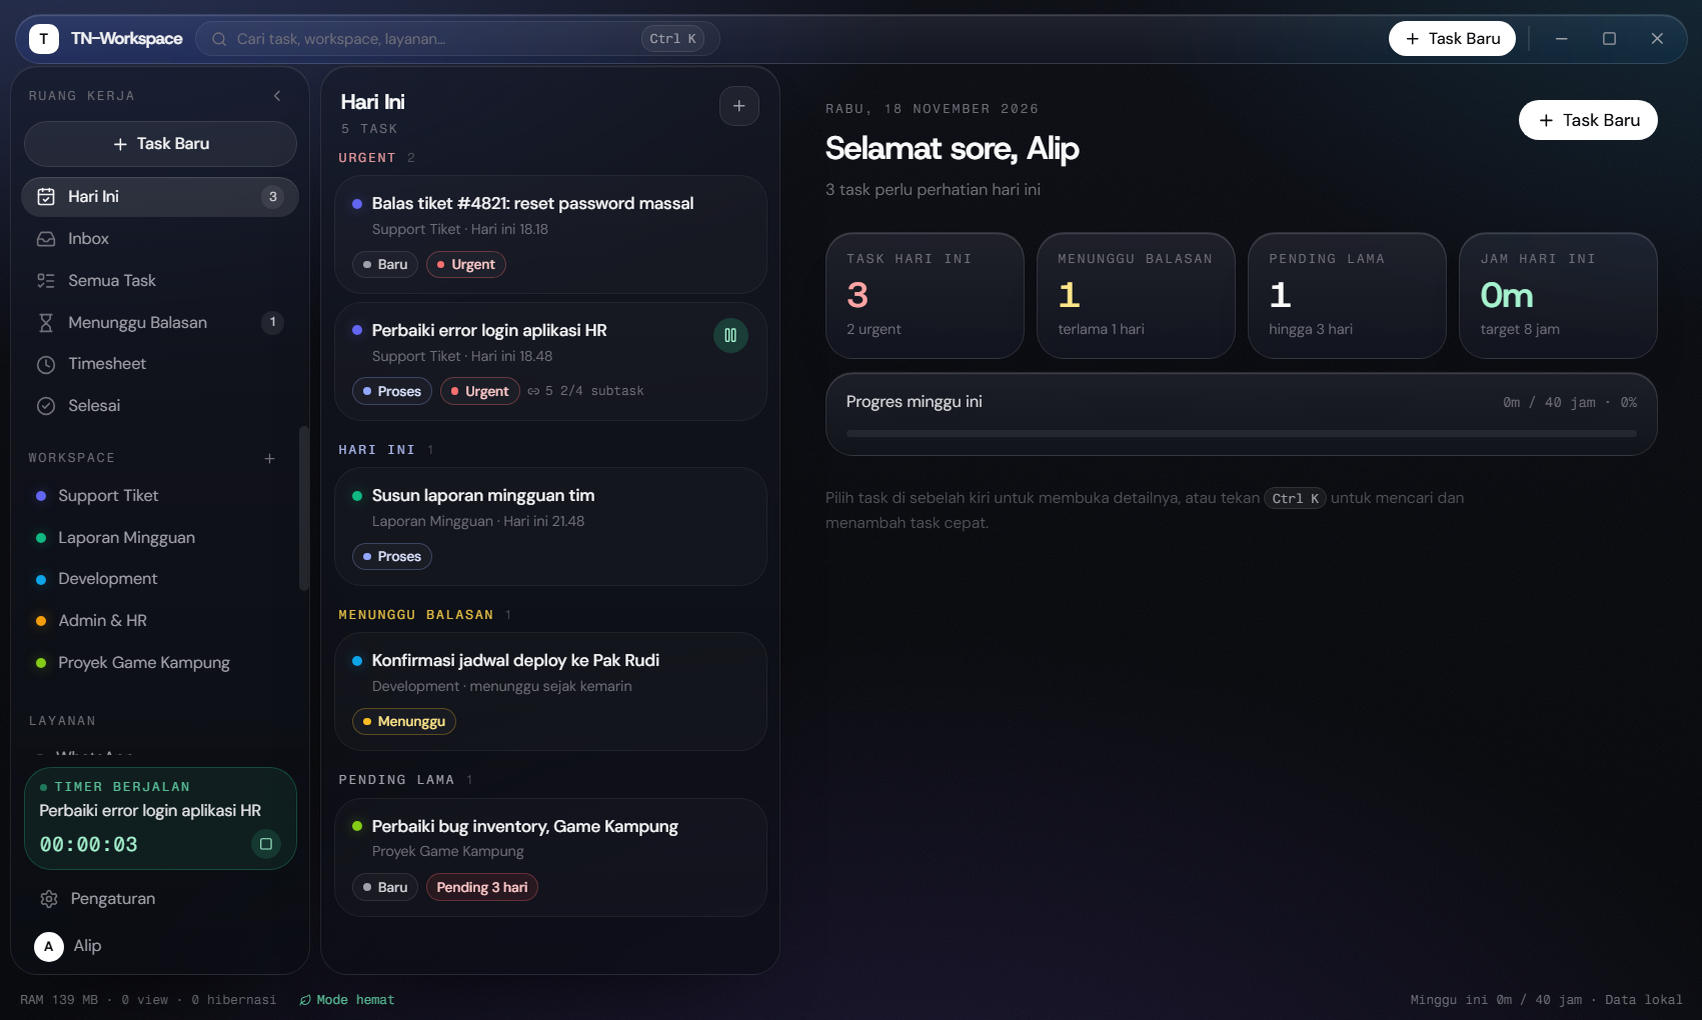 T TN-Workspace Cari task, workspace, layanan... Ctrl K + Task Baru
RUANG KERJA
+ Task Baru
Hari Ini 3
Inbox
Semua Task
Menunggu Balasan 1
Timesheet
Selesai
WORKSPACE +
Support Tiket
Laporan Mingguan
Development
Admin & HR
Proyek Game Kampung
LAYANAN
WhatsApp
TIMER BERJALAN
Perbaiki error login aplikasi HR
00:00:03
Pengaturan
A Alip
Hari Ini
5 TASK
+
URGENT 2
Balas tiket #4821: reset password massal
Support Tiket · Hari ini 18.18
Baru Urgent
Perbaiki error login aplikasi HR
Support Tiket · Hari ini 18.48
Proses Urgent 5 2/4 subtask
HARI INI 1
Susun laporan mingguan tim
Laporan Mingguan · Hari ini 21.48
Proses
MENUNGGU BALASAN 1
Konfirmasi jadwal deploy ke Pak Rudi
Development · menunggu sejak kemarin
Menunggu
PENDING LAMA 1
Perbaiki bug inventory, Game Kampung
Proyek Game Kampung
Baru Pending 3 hari
RABU, 18 NOVEMBER 2026
Selamat sore, Alip
3 task perlu perhatian hari ini
+ Task Baru
TASK HARI INI
3
2 urgent
MENUNGGU BALASAN
1
terlama 1 hari
PENDING LAMA
1
hingga 3 hari
JAM HARI INI
0m
target 8 jam
Progres minggu ini 0m / 40 jam · 0%
Pilih task di sebelah kiri untuk membuka detailnya, atau tekan Ctrl K untuk mencari dan
menambah task cepat.
RAM 139 MB · 0 view · 0 hibernasi Mode hemat Minggu ini 0m / 40 jam · Data lokal